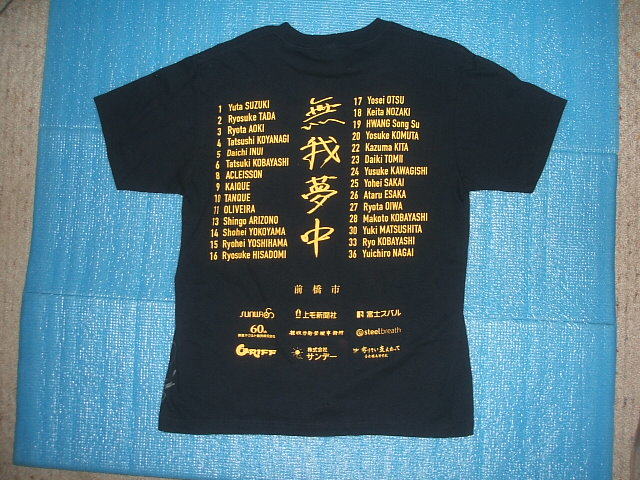 1 Yuta SUZUKI
2 Ryosuke TADA
3 Ryota AOKI
4 Tatsushi KOYANAGI
5 Daichi INUI
6 Tatsuki KOBAYASHI
8 ACLEISSON
9 KAIQUE
10 TANQUE
11 OLIVEIRA
13 Shingo ARIZONO
14 Shohei YOKOYAMA
15 Ryohei YOSHIHAMA
16 Ryosuke HISADOMI
無我夢中
17 Yosei OTSU
18 Keita NOZAKI
19 HWANG Song Su
20 Yosuke KOMUTA
22 Kazuma KITA
23 Daiki TOMII
24 Yusuke KAWAGISHI
25 Yohei SAKAI
26 Ataru ESAKA
27 Ryota OIWA
28 Makoto KOBAYASHI
30 Yuki MATSUSHITA
33 Ryo KOBAYASHI
36 Yuichiro NAGAI
前橋市
sunwa
上毛新聞社
富士スバル
60th
steelbreath
GRIFF
株式会社
サンデー